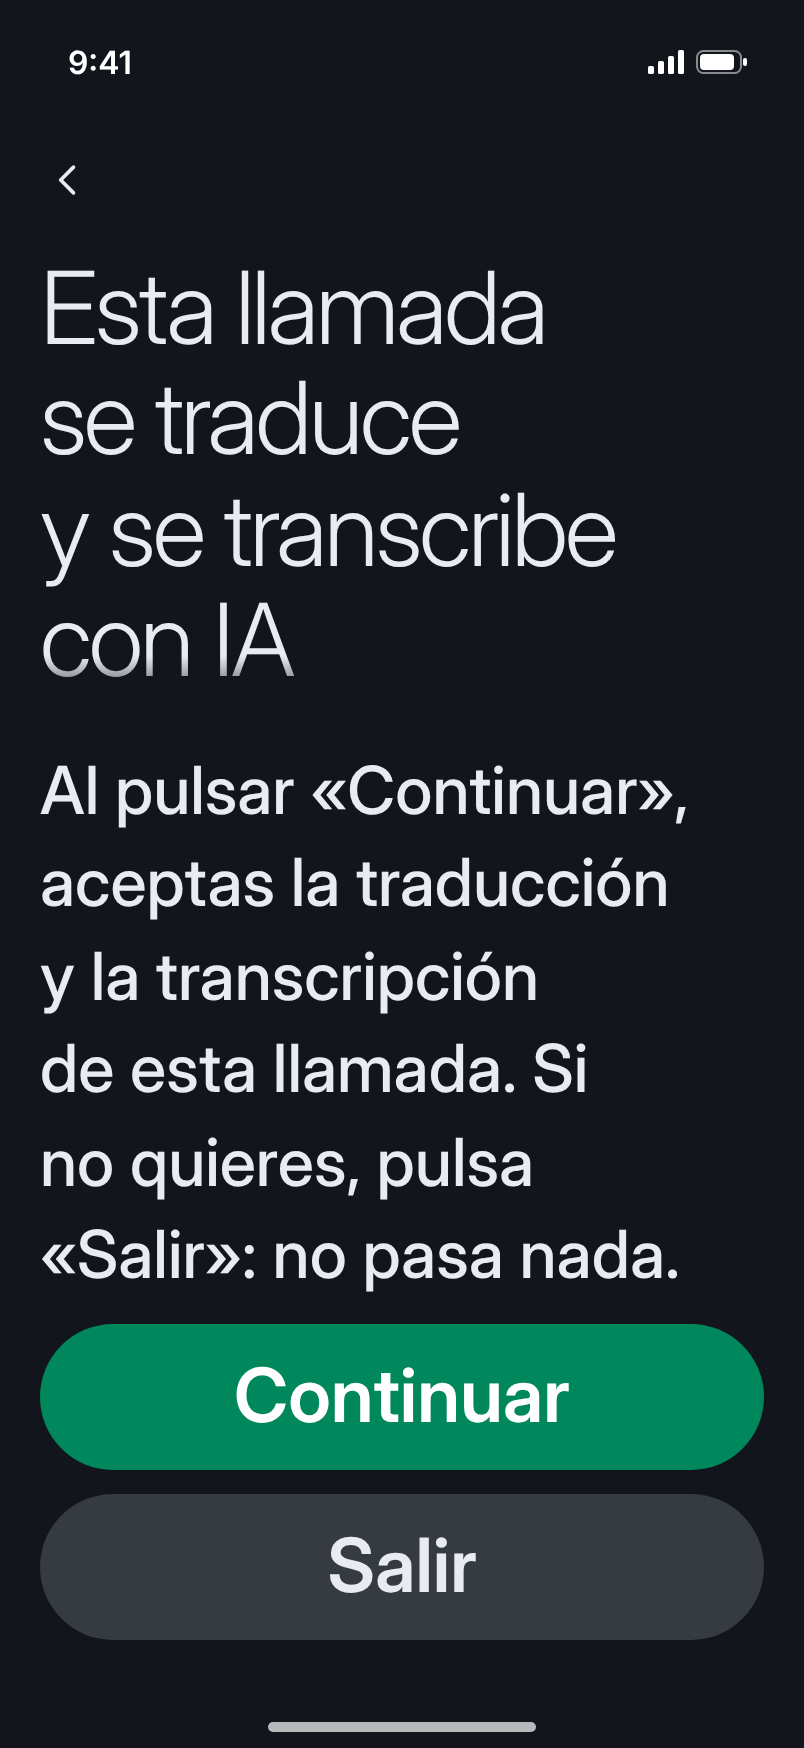 9:41
Esta llamada
se traduce
y se transcribe
con IA
Al pulsar «Continuar»,
aceptas la traducción
y la transcripción
de esta llamada. Si
no quieres, pulsa
«Salir»: no pasa nada.
Continuar
Salir